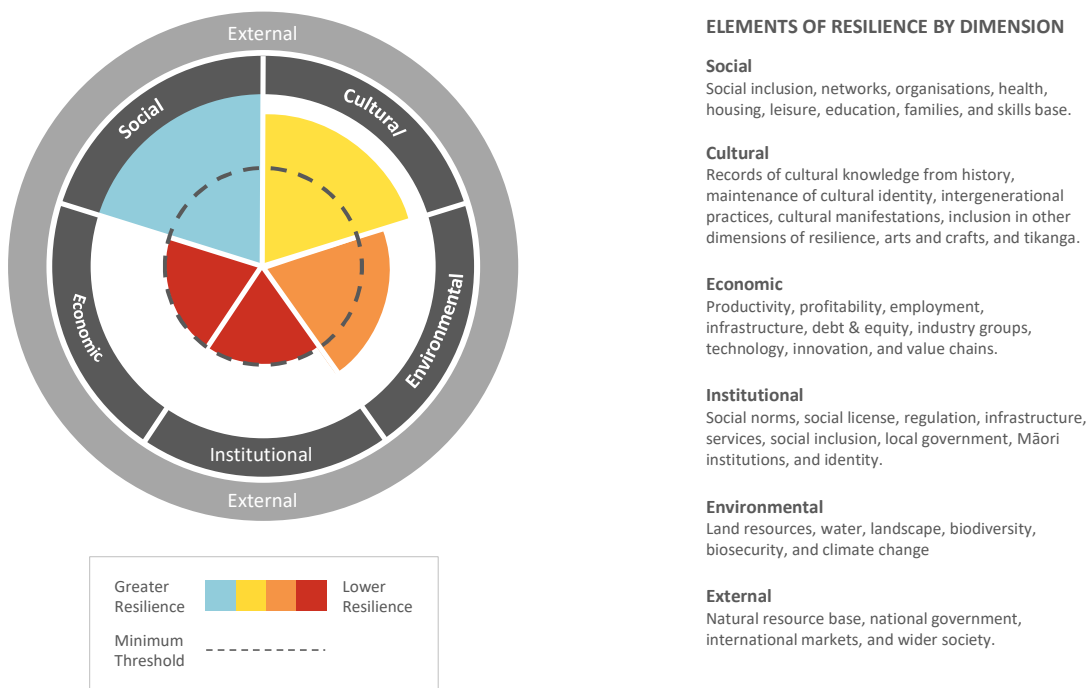 External
Social
Cultural
Economic
Environmental
Institutional
External
Greater
Resilience
Lower
Resilience
Minimum
Threshold
ELEMENTS OF RESILIENCE BY DIMENSION
Social
Social inclusion, networks, organisations, health,
housing, leisure, education, families, and skills base.
Cultural
Records of cultural knowledge from history,
maintenance of cultural identity, intergenerational
practices, cultural manifestations, inclusion in other
dimensions of resilience, arts and crafts, and tikanga.
Economic
Productivity, profitability, employment,
infrastructure, debt & equity, industry groups,
technology, innovation, and value chains.
Institutional
Social norms, social license, regulation, infrastructure,
services, social inclusion, local government, Māori
institutions, and identity.
Environmental
Land resources, water, landscape, biodiversity,
biosecurity, and climate change
External
Natural resource base, national government,
international markets, and wider society.